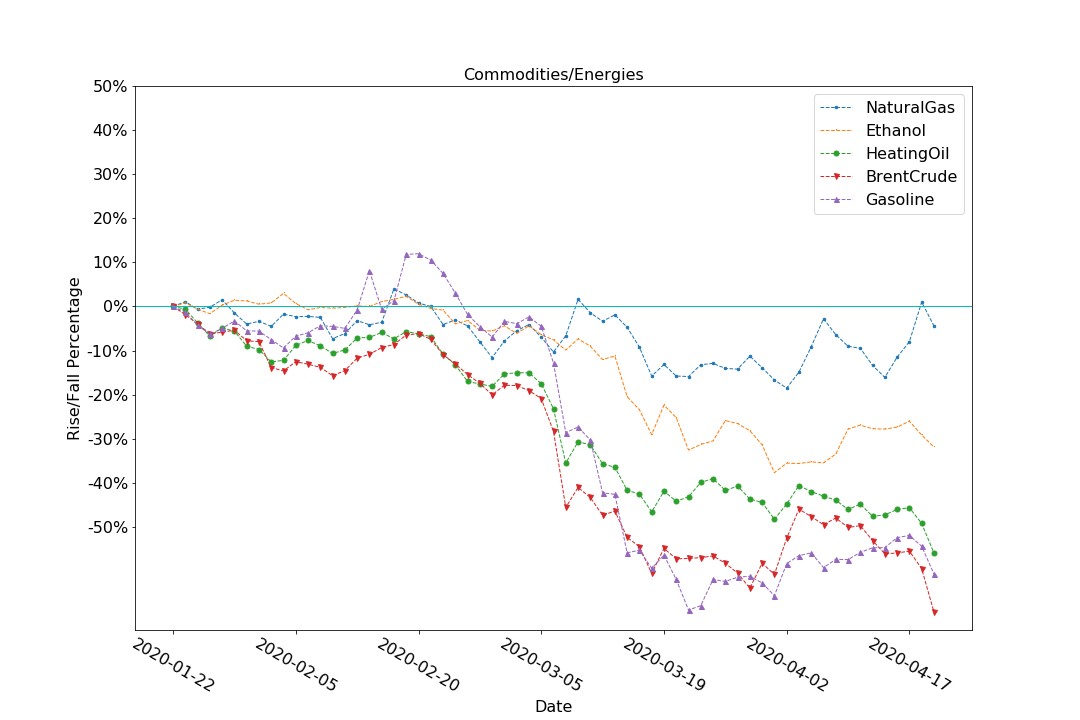 Commodities/Energies
50%
40%
30%
20%
10%
0%
-10%
-20%
-30%
-40%
-50%
Rise/Fall Percentage
NaturalGas
Ethanol
HeatingOil
BrentCrude
Gasoline
2020-01-22
2020-02-05
2020-02-20
2020-03-05
2020-03-19
2020-04-02
2020-04-17
Date